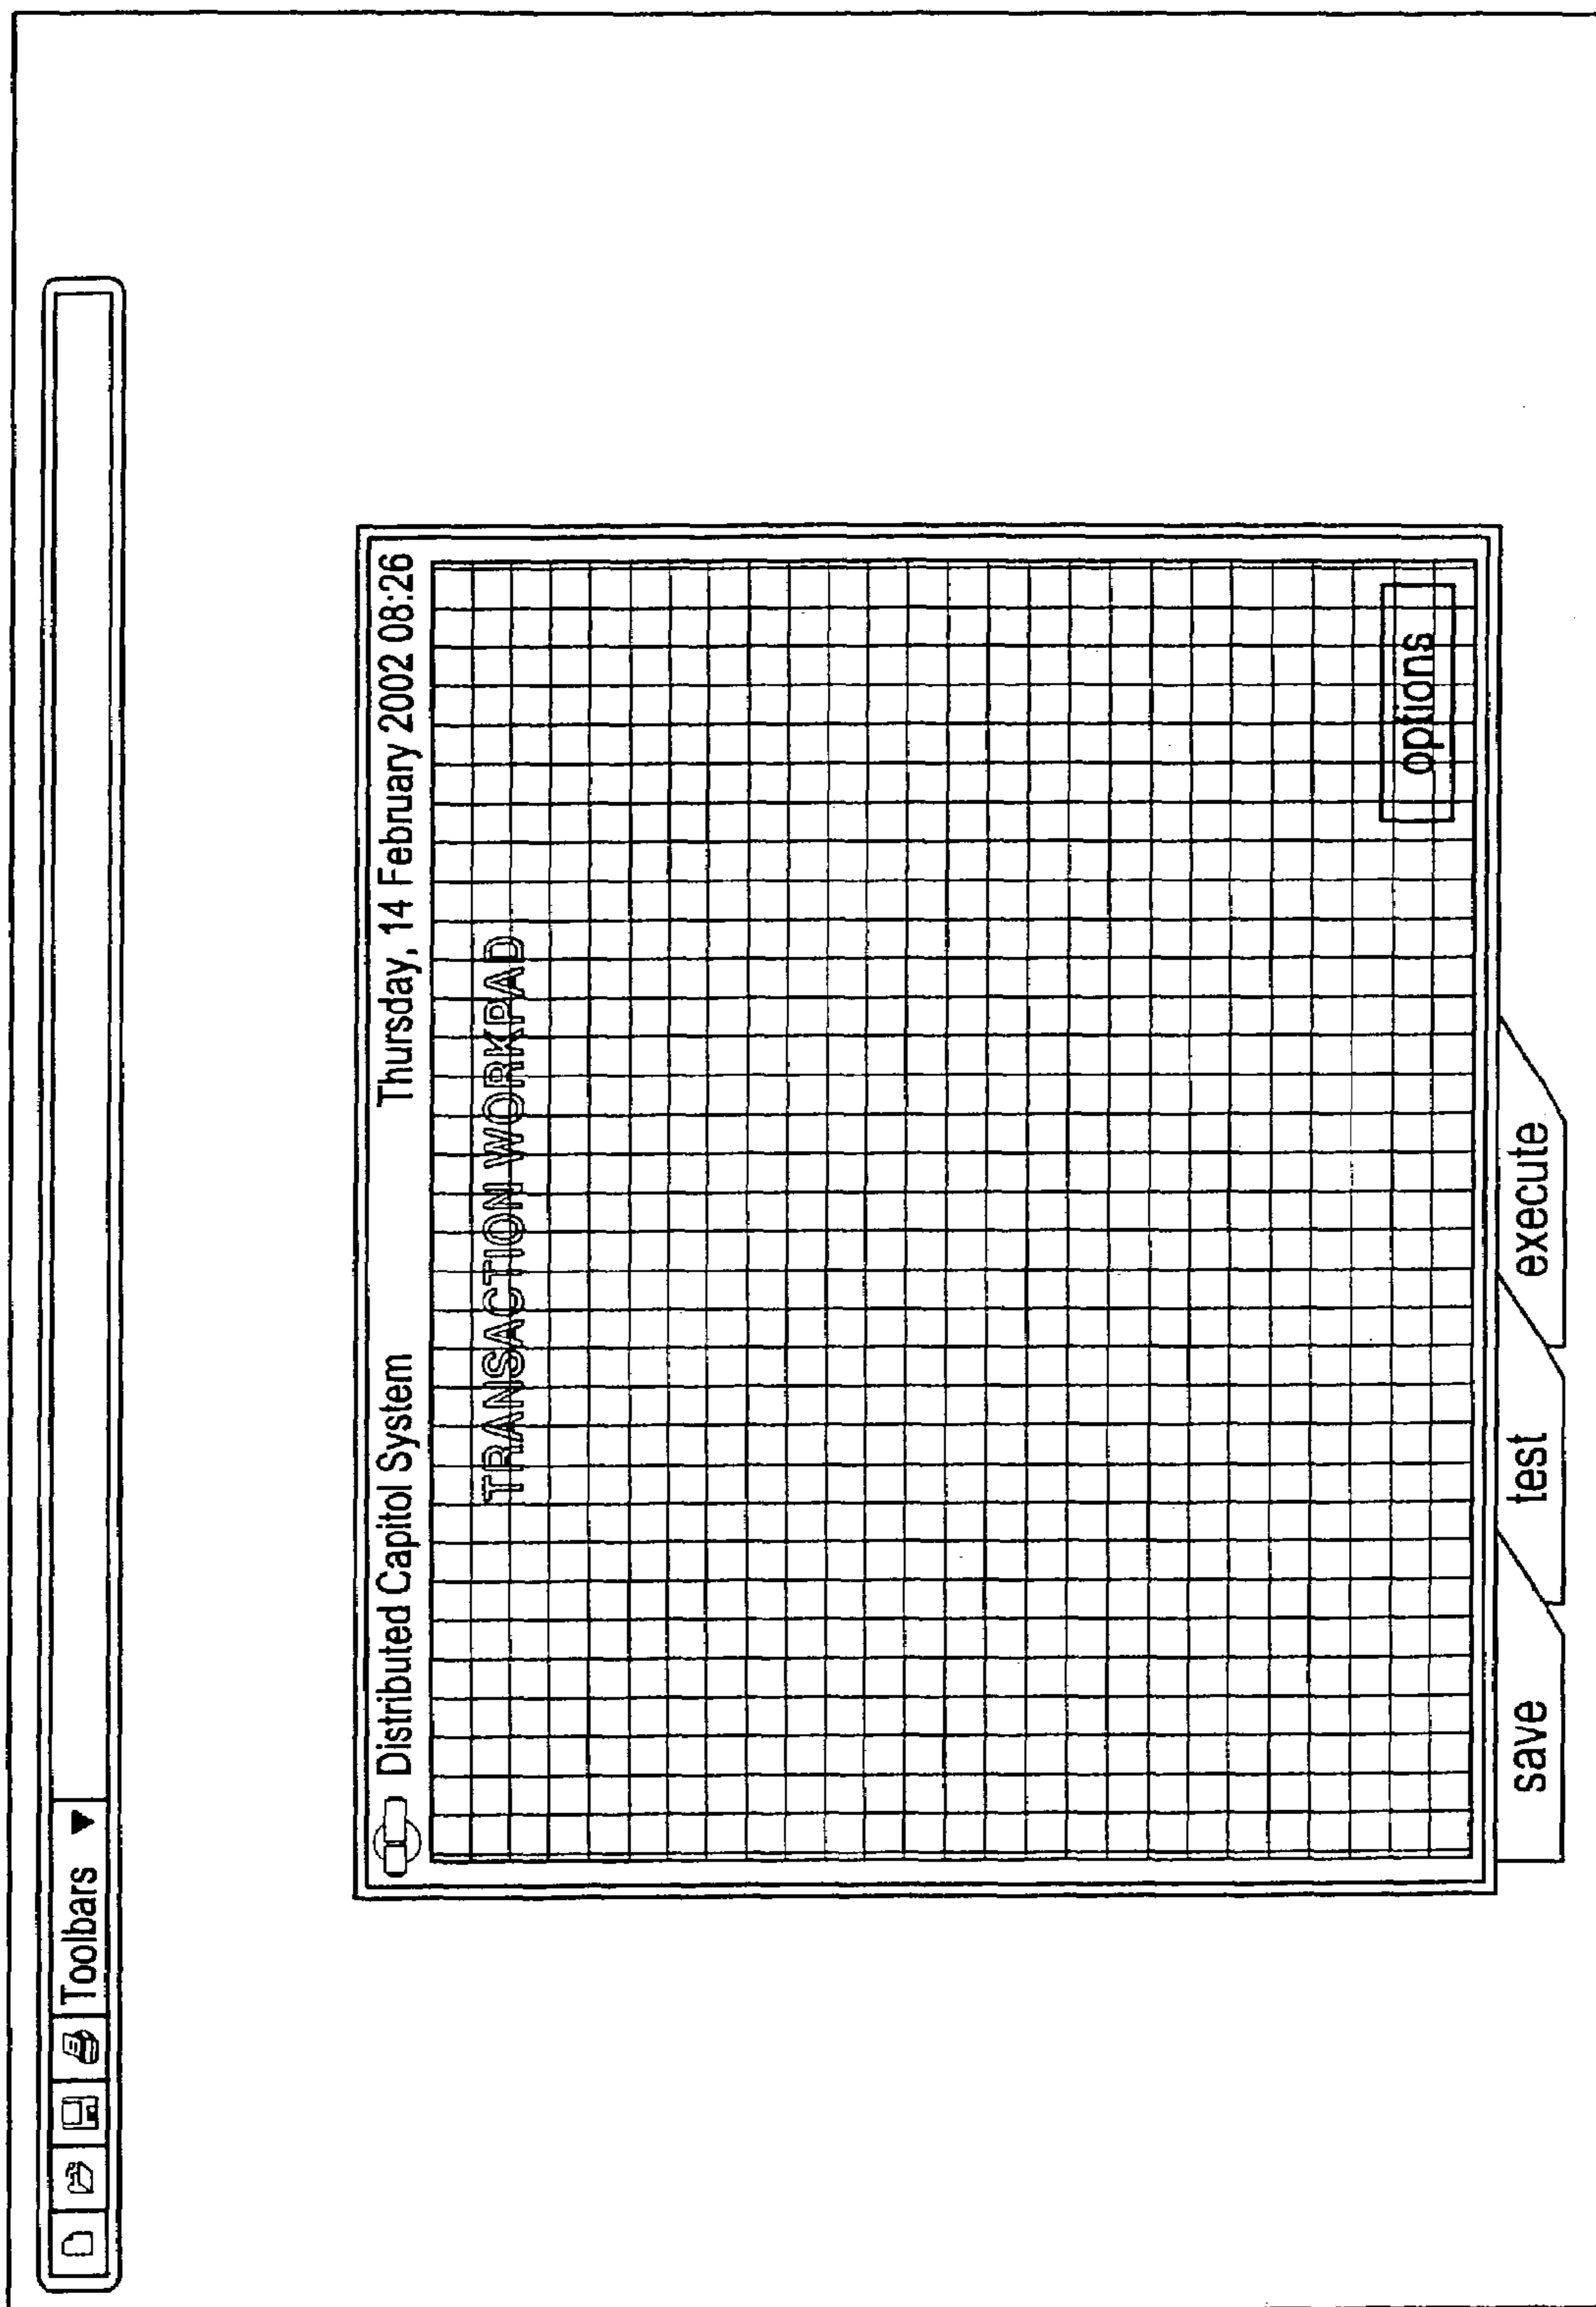 Toolbars ▼
Distributed Capitol System Thursday, 14 February 2002 08:26
TRANSACTION WORKPAD
options
save test execute